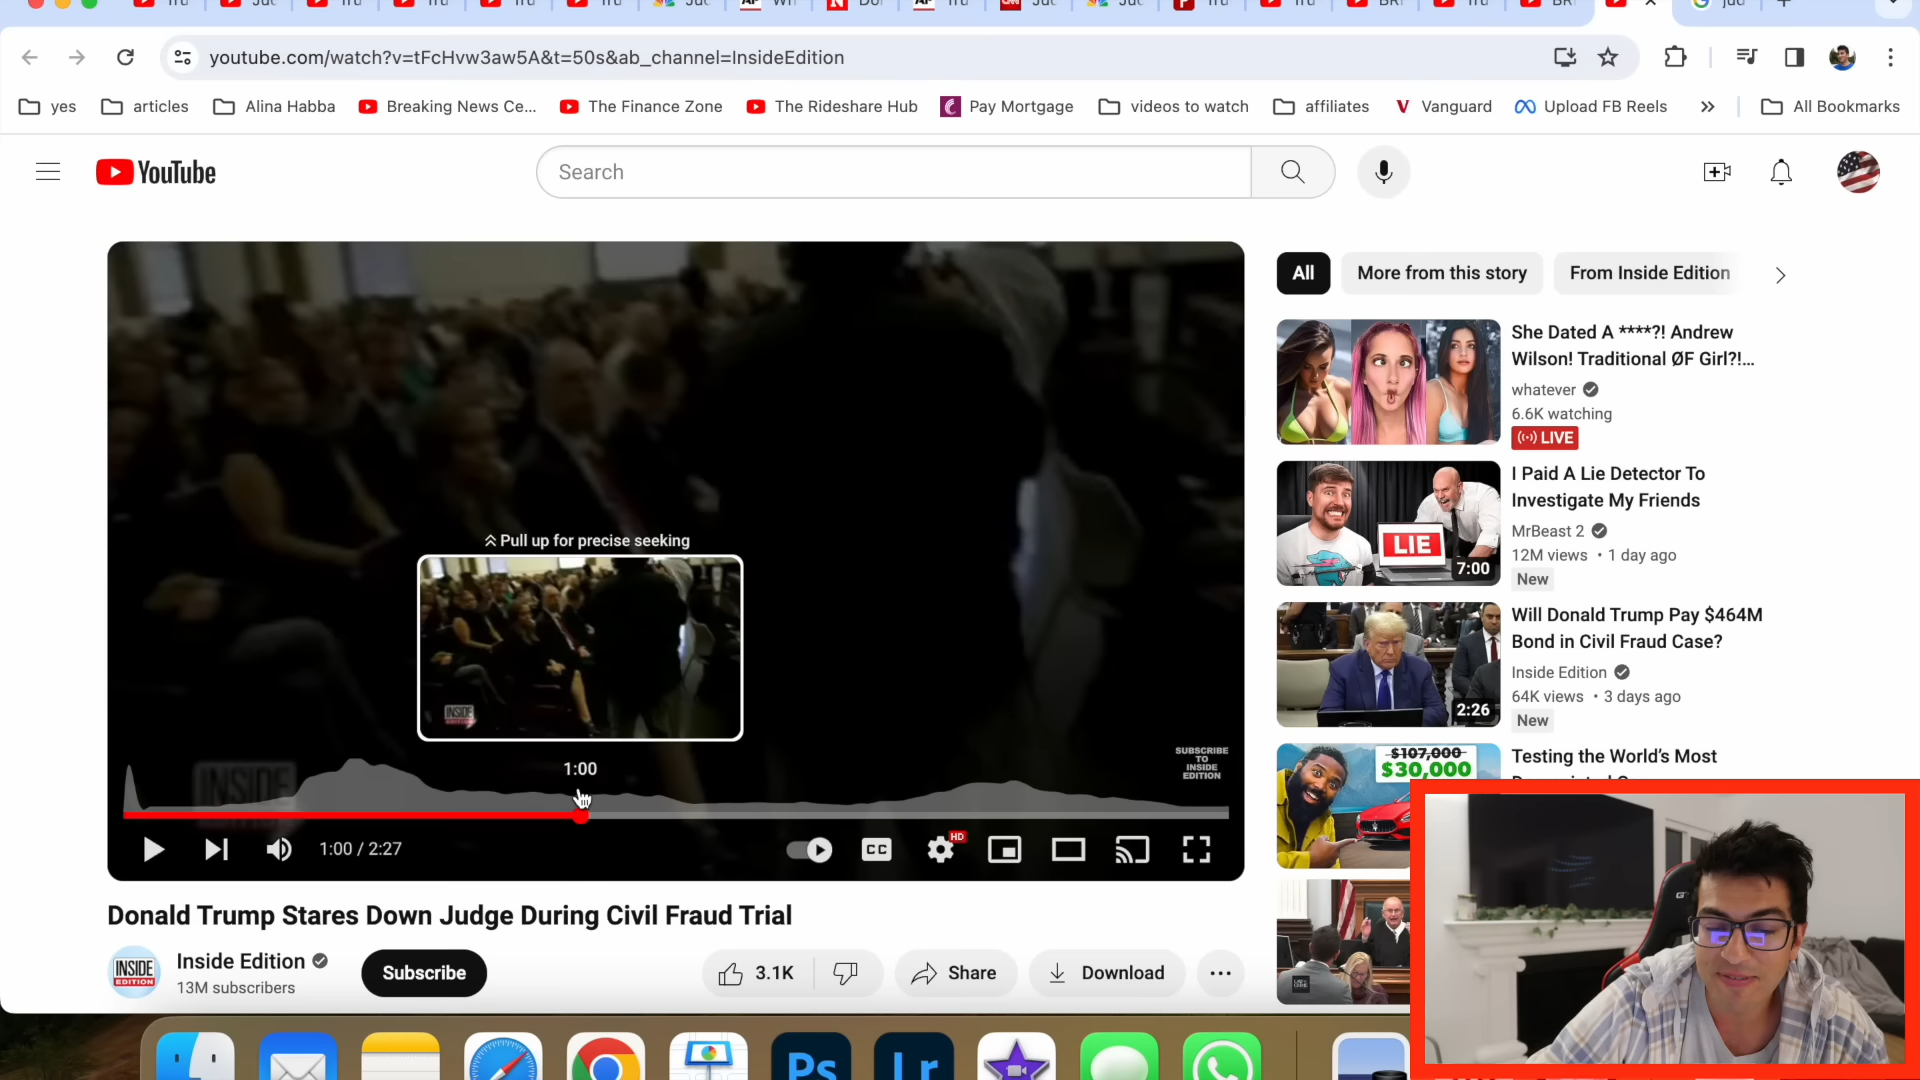 youtube.com/watch?v=tFcHvw3aw5A&t=50s&ab_channel=InsideEdition
yes
articles
Alina Habba
Breaking News Ce...
The Finance Zone
The Rideshare Hub
Pay Mortgage
videos to watch
affiliates
Vanguard
Upload FB Reels
»
All Bookmarks
YouTube
Search
All
More from this story
From Inside Edition
She Dated A ****?! Andrew
Wilson! Traditional ØF Girl?!...
whatever
6.6K watching
LIVE
LIE
7:00
I Paid A Lie Detector To
Investigate My Friends
MrBeast 2
12M views • 1 day ago
New
2:26
Will Donald Trump Pay $464M
Bond in Civil Fraud Case?
Inside Edition
64K views • 3 days ago
New
$107,000
$30,000
Testing the World's Most
Pull up for precise seeking
INSIDE
1:00
INSIDE
SUBSCRIBE
TO
INSIDE
EDITION
1:00 / 2:27
CC
HD
Donald Trump Stares Down Judge During Civil Fraud Trial
INSIDE
EDITION
Inside Edition
13M subscribers
Subscribe
3.1K
Share
Download
Ps
Lr